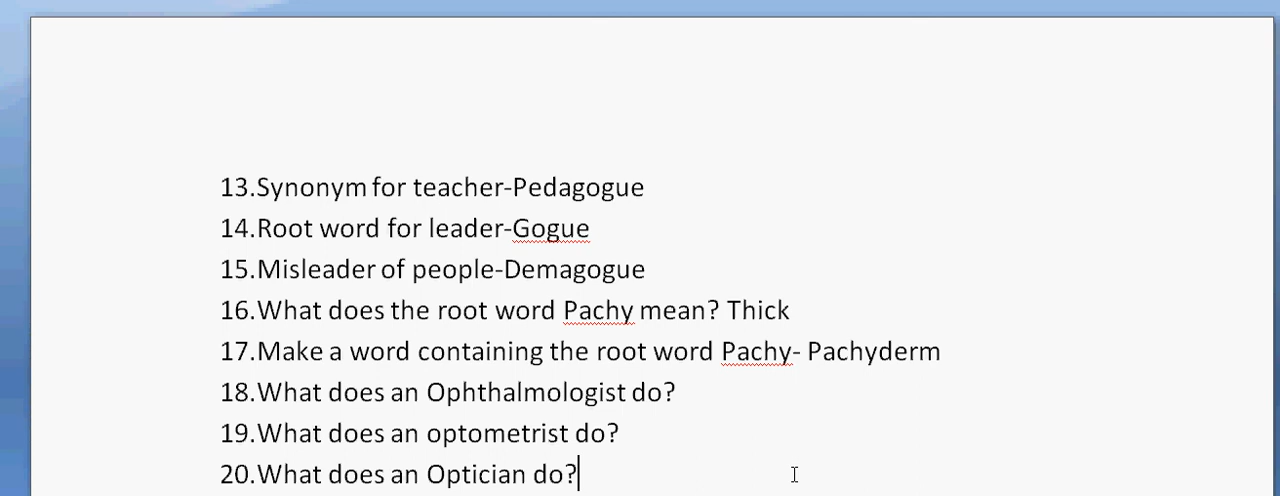 13.Synonym for teacher-Pedagogue
14.Root word for leader-Gogue
15.Misleader of people-Demagogue
16.What does the root word Pachy mean? Thick
17.Make a word containing the root word Pachy- Pachyderm
18.What does an Ophthalmologist do?
19.What does an optometrist do?
20.What does an Optician do?